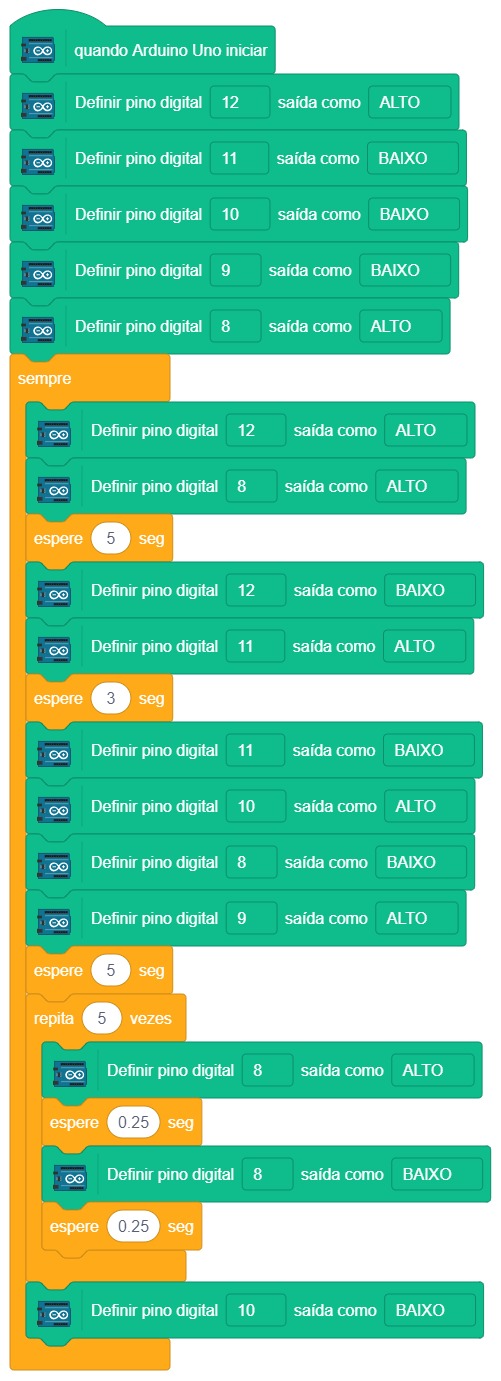 quando Arduino Uno iniciar
Definir pino digital 12 saída como ALTO
Definir pino digital 11 saída como BAIXO
Definir pino digital 10 saída como BAIXO
Definir pino digital 9 saída como BAIXO
Definir pino digital 8 saída como ALTO
sempre
Definir pino digital 12 saída como ALTO
Definir pino digital 8 saída como ALTO
espere 5 seg
Definir pino digital 12 saída como BAIXO
Definir pino digital 11 saída como ALTO
espere 3 seg
Definir pino digital 11 saída como BAIXO
Definir pino digital 10 saída como ALTO
Definir pino digital 8 saída como BAIXO
Definir pino digital 9 saída como ALTO
espere 5 seg
repita 5 vezes
Definir pino digital 8 saída como ALTO
espere 0.25 seg
Definir pino digital 8 saída como BAIXO
espere 0.25 seg
Definir pino digital 10 saída como BAIXO